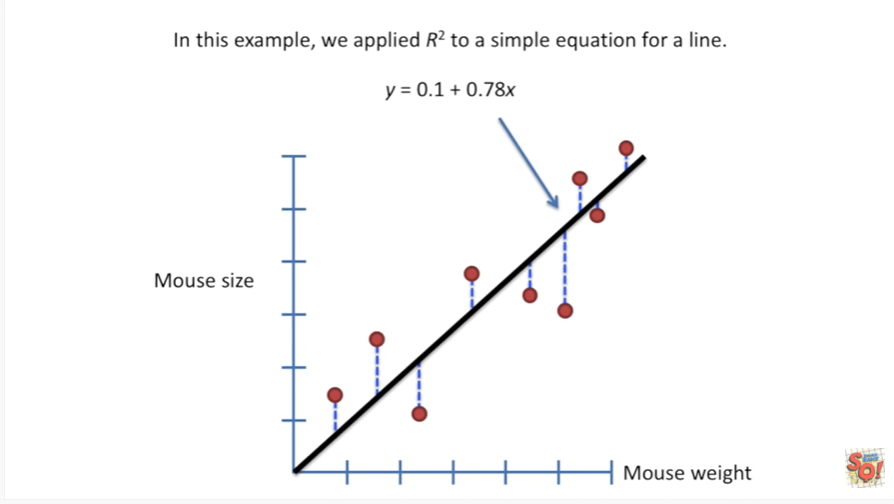 In this example, we applied R² to a simple equation for a line.
y = 0.1 + 0.78x
Mouse size
Mouse weight
SQ!